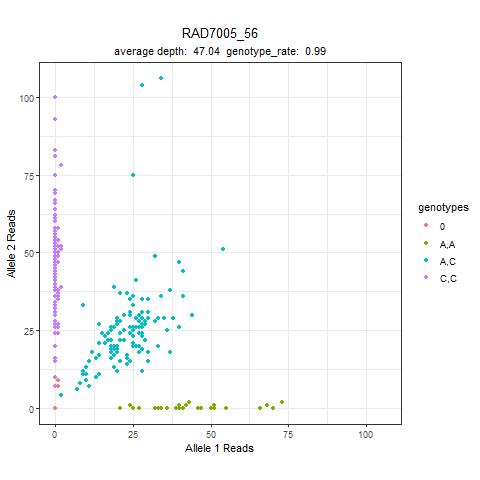 RAD7005_56
average depth: 47.04 genotype_rate: 0.99
100
75
50
25
0
0 25 50 75 100
Allele 1 Reads
Allele 2 Reads
genotypes
0
A,A
A,C
C,C